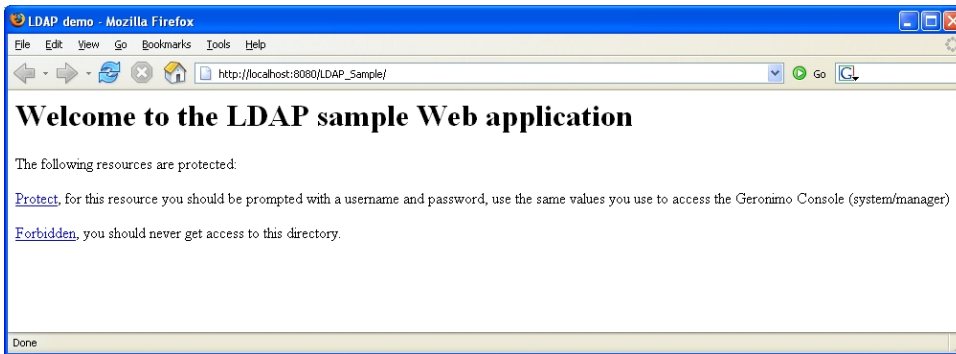 LDAP demo - Mozilla Firefox
File Edit View Go Bookmarks Tools Help
http://localhost:8080/LDAP_Sample/ Go G
Welcome to the LDAP sample Web application
The following resources are protected:
Protect, for this resource you should be prompted with a username and password, use the same values you use to access the Geronimo Console (system/manager)
Forbidden, you should never get access to this directory.
Done